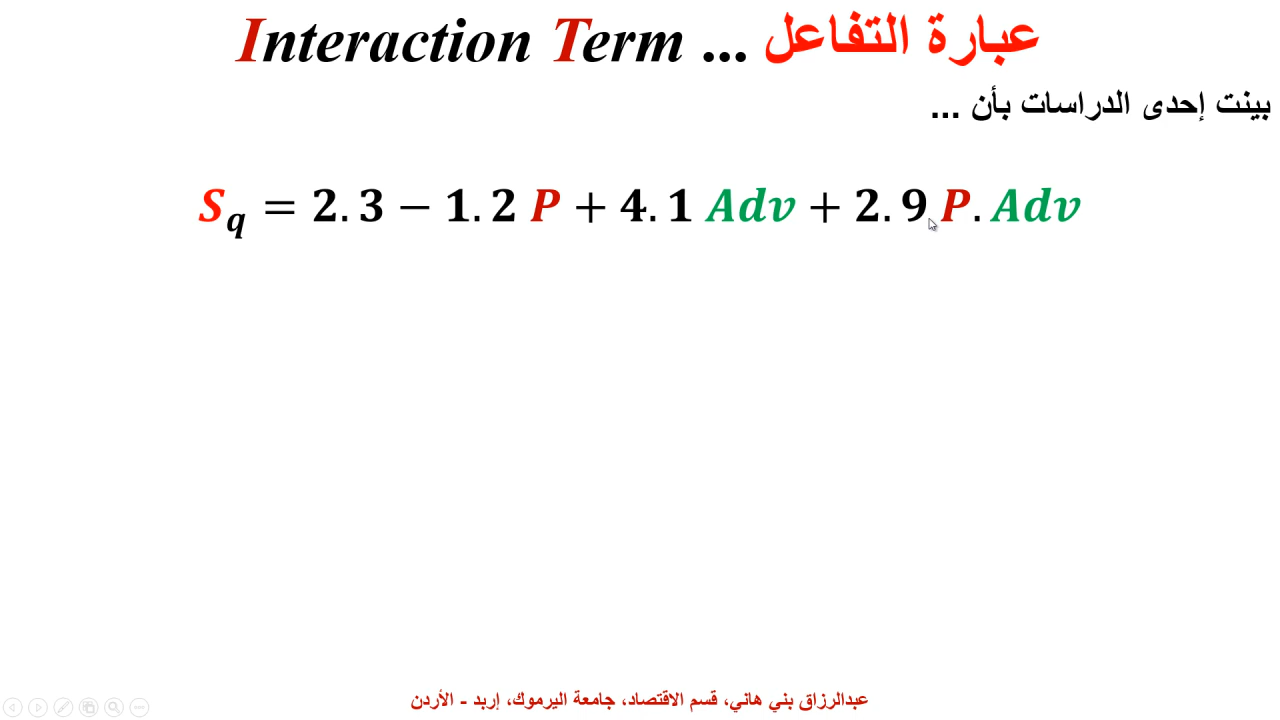 Interaction Term ... عبارة التفاعل
بينت إحدى الدراسات بأن ...
Sq = 2.3 − 1.2 P + 4.1 Adv + 2.9 P. Adv
عبدالرزاق بني هاني، قسم الاقتصاد، جامعة اليرموك، إربد - الأردن